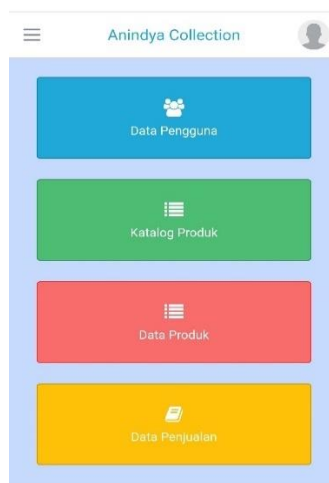 Anindya Collection
Data Pengguna
Katalog Produk
Data Produk
Data Penjualan